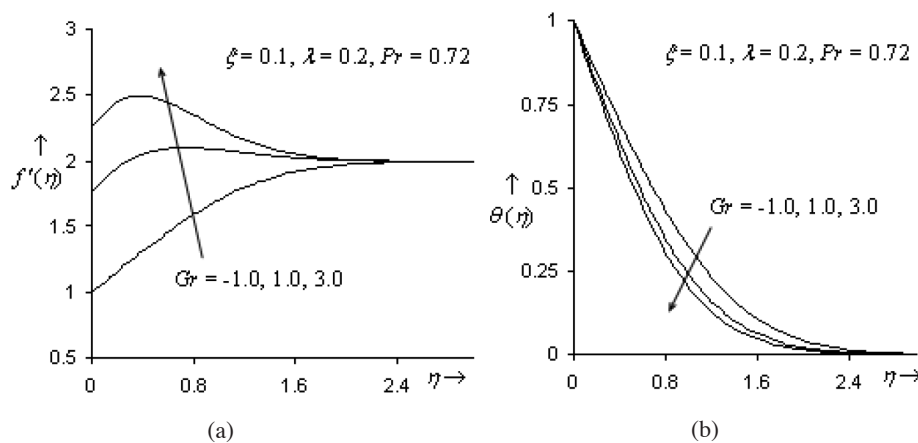 3
ξ = 0.1, λ = 0.2, Pr = 0.72
2.5
↑
2
f'(η)
1.5
Gr = -1.0, 1.0, 3.0
1
0.5
0
0.8
1.6
2.4
η→
(a)
1
ξ = 0.1, λ = 0.2, Pr = 0.72
0.75
↑
0.5
θ(η)
Gr = -1.0, 1.0, 3.0
0.25
0
0
0.8
1.6
2.4
η→
(b)